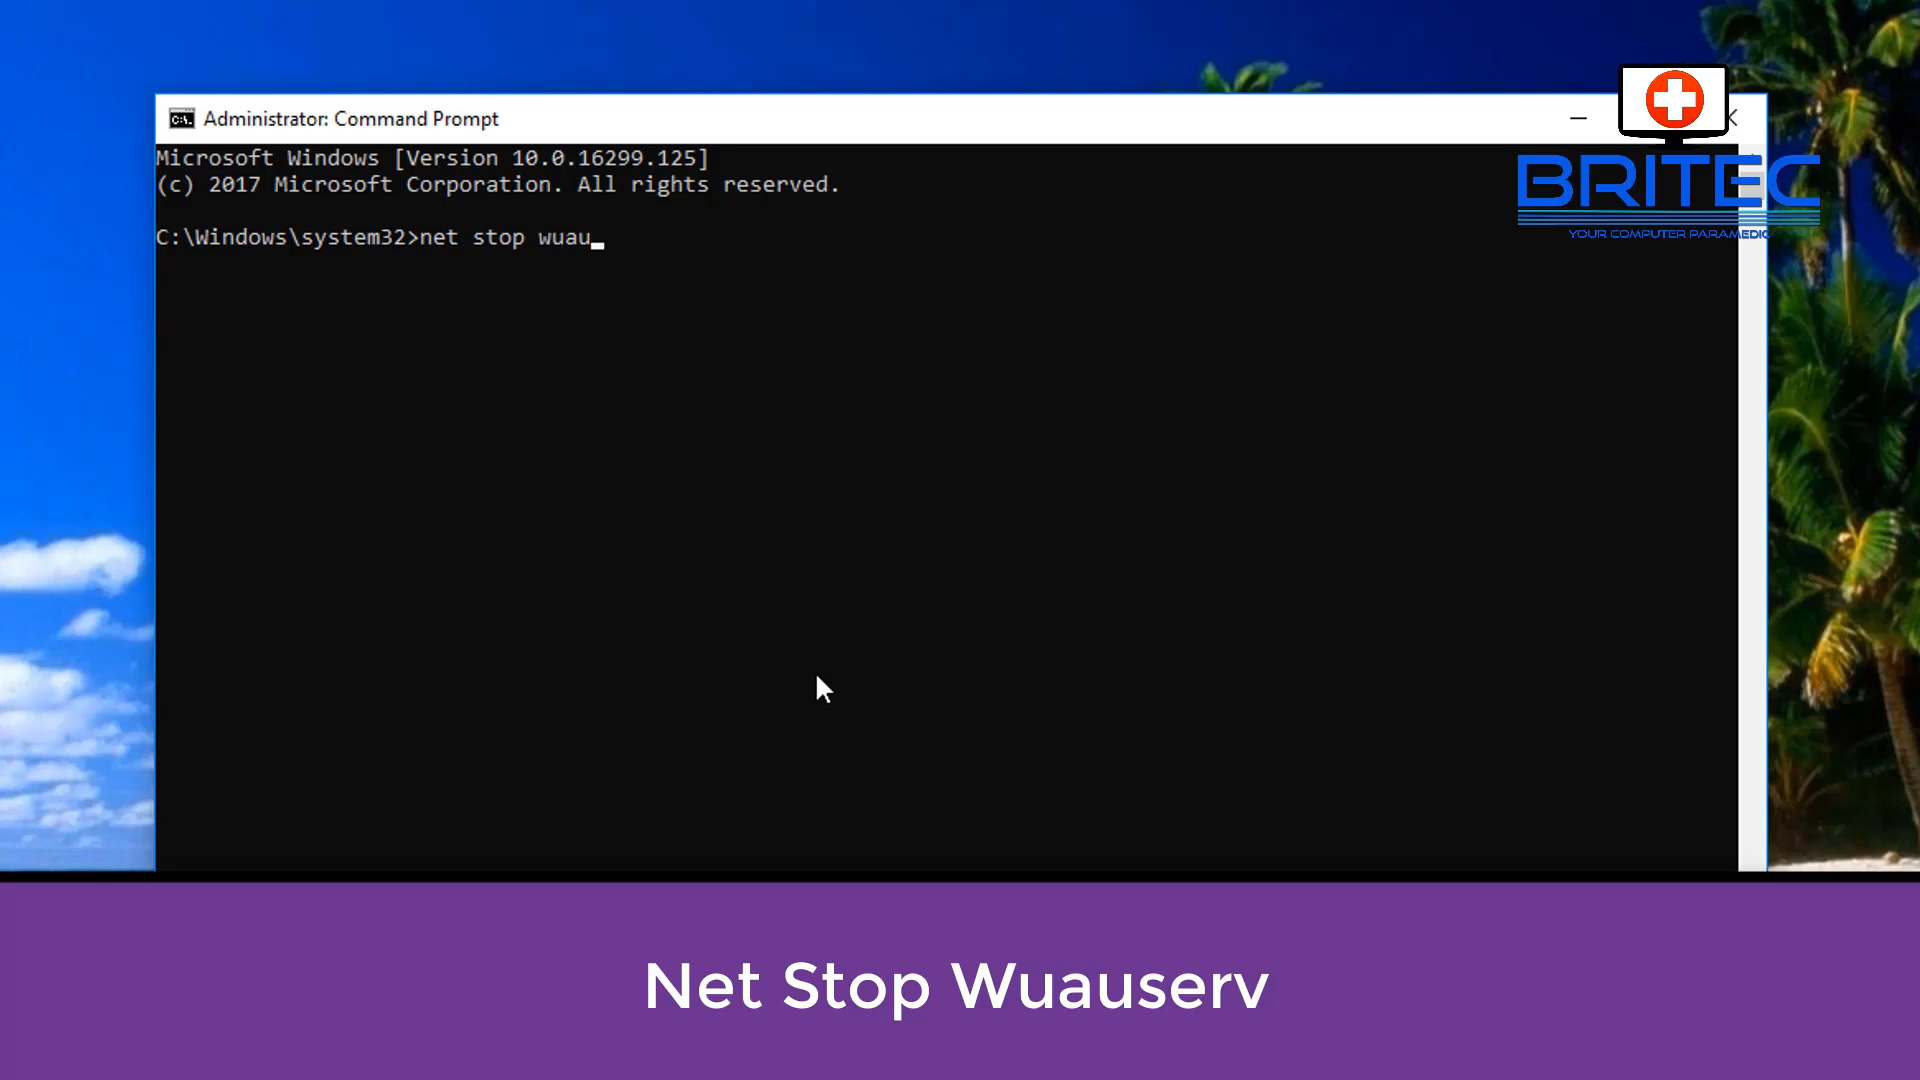 Administrator: Command Prompt
Microsoft Windows [Version 10.0.16299.125]
(c) 2017 Microsoft Corporation. All rights reserved.
C:\Windows\system32>net stop wuau
BRITEC
YOUR COMPUTER PARAMEDIC
Net Stop Wuauserv